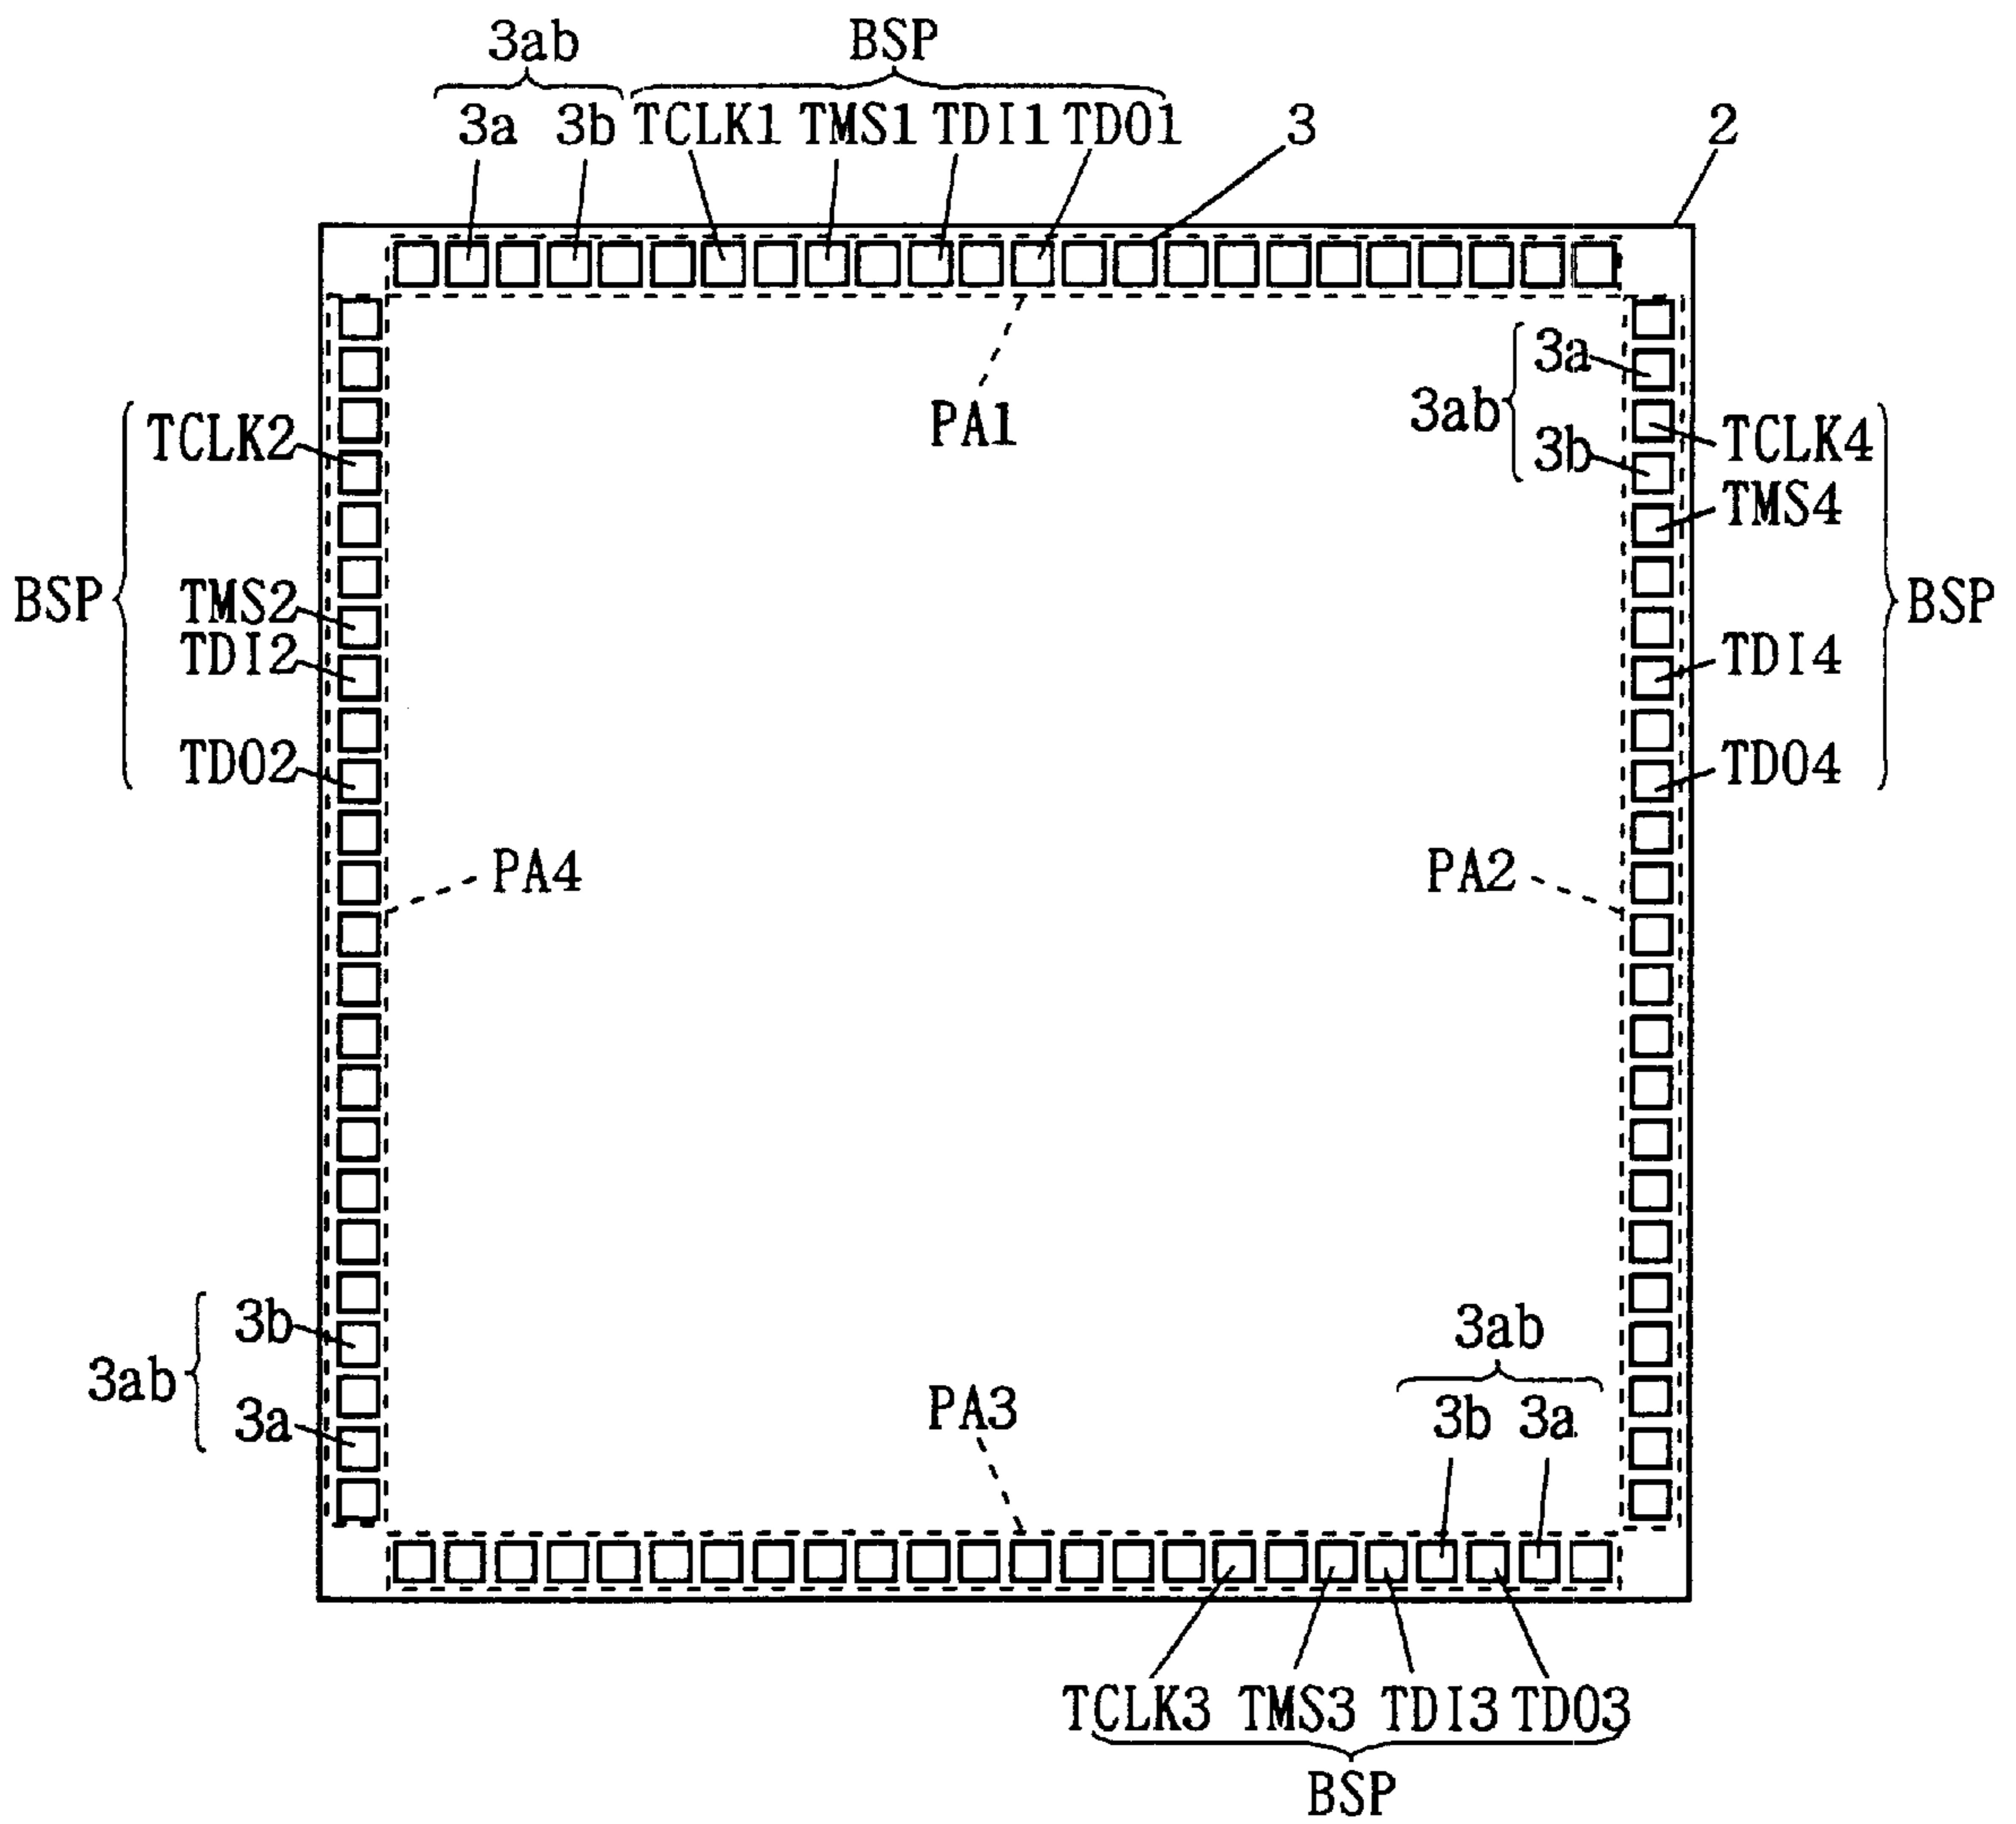 3ab BSP
3a 3b TCLK1 TMS1 TDI1 TDO1 3 2
PA1
3a
3ab
3b
TCLK4
TMS4
TDI4
TDO4
BSP
TCLK2
TMS2
TDI2
TDO2
BSP
PA4
PA2
3b
3ab
3a
PA3
3ab
3b 3a
TCLK3 TMS3 TDI3 TDO3
BSP